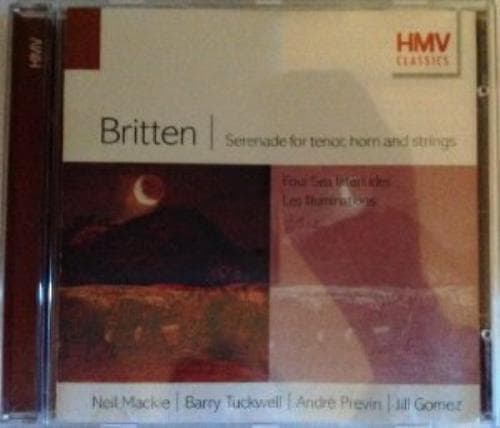 HMV
HMV
CLASSICS
Britten | Serenade for tenor, horn and strings
Four Sea Interludes
Les Illuminations
Neil Mackie | Barry Tuckwell | André Previn | Jill Gomez